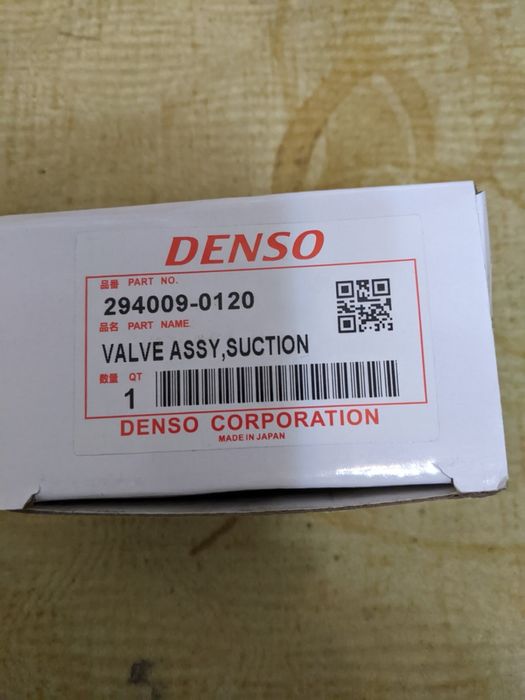 DENSO
品番 PART NO.
294009-0120
品名 PART NAME
VALVE ASSY,SUCTION
数量 QT
1
DENSO CORPORATION
MADE IN JAPAN